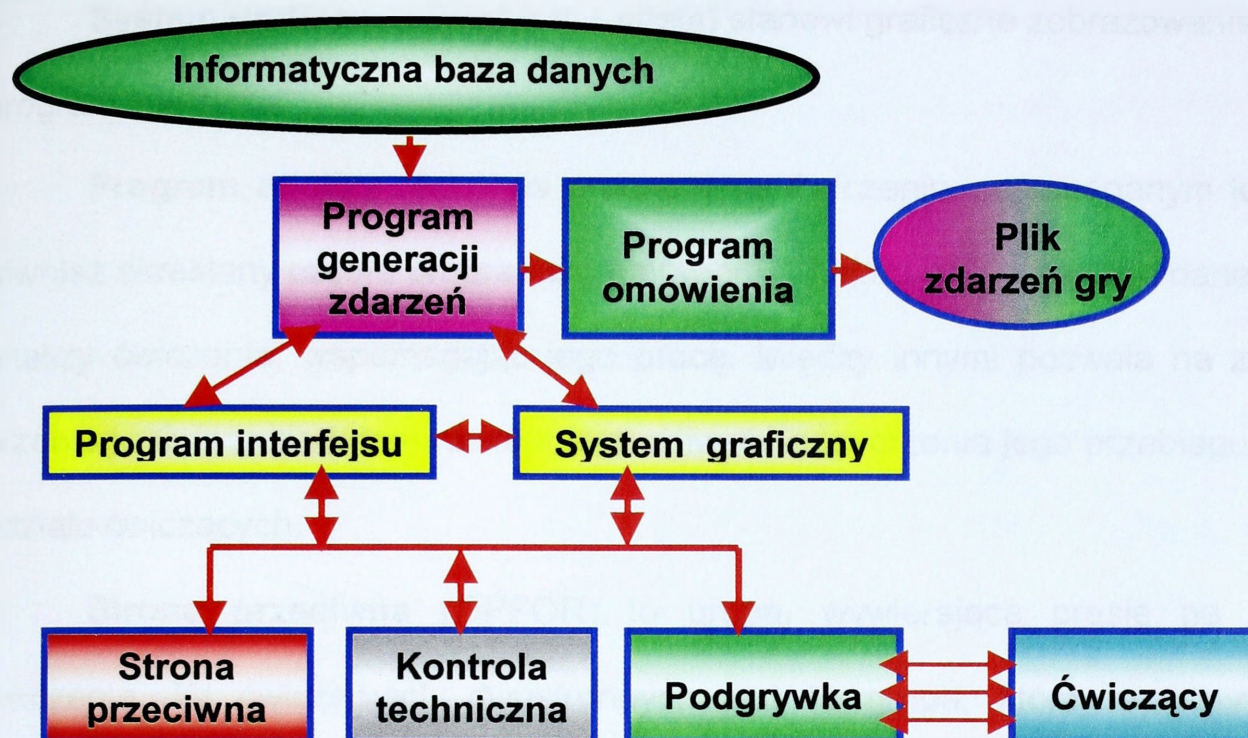 Informatyczna baza danych
Program
generacji
zdarzeń
Program
omówienia
Plik
zdarzeń gry
Program interfejsu
System graficzny
Strona
przeciwna
Kontrola
techniczna
Podgrywka
Ćwiczący